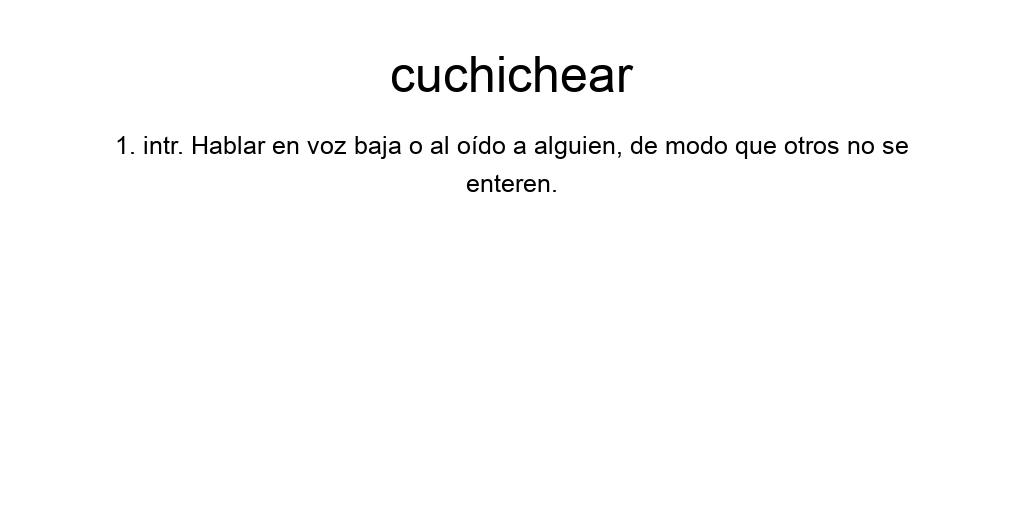 cuchichear
1. intr. Hablar en voz baja o al oído a alguien, de modo que otros no se
enteren.